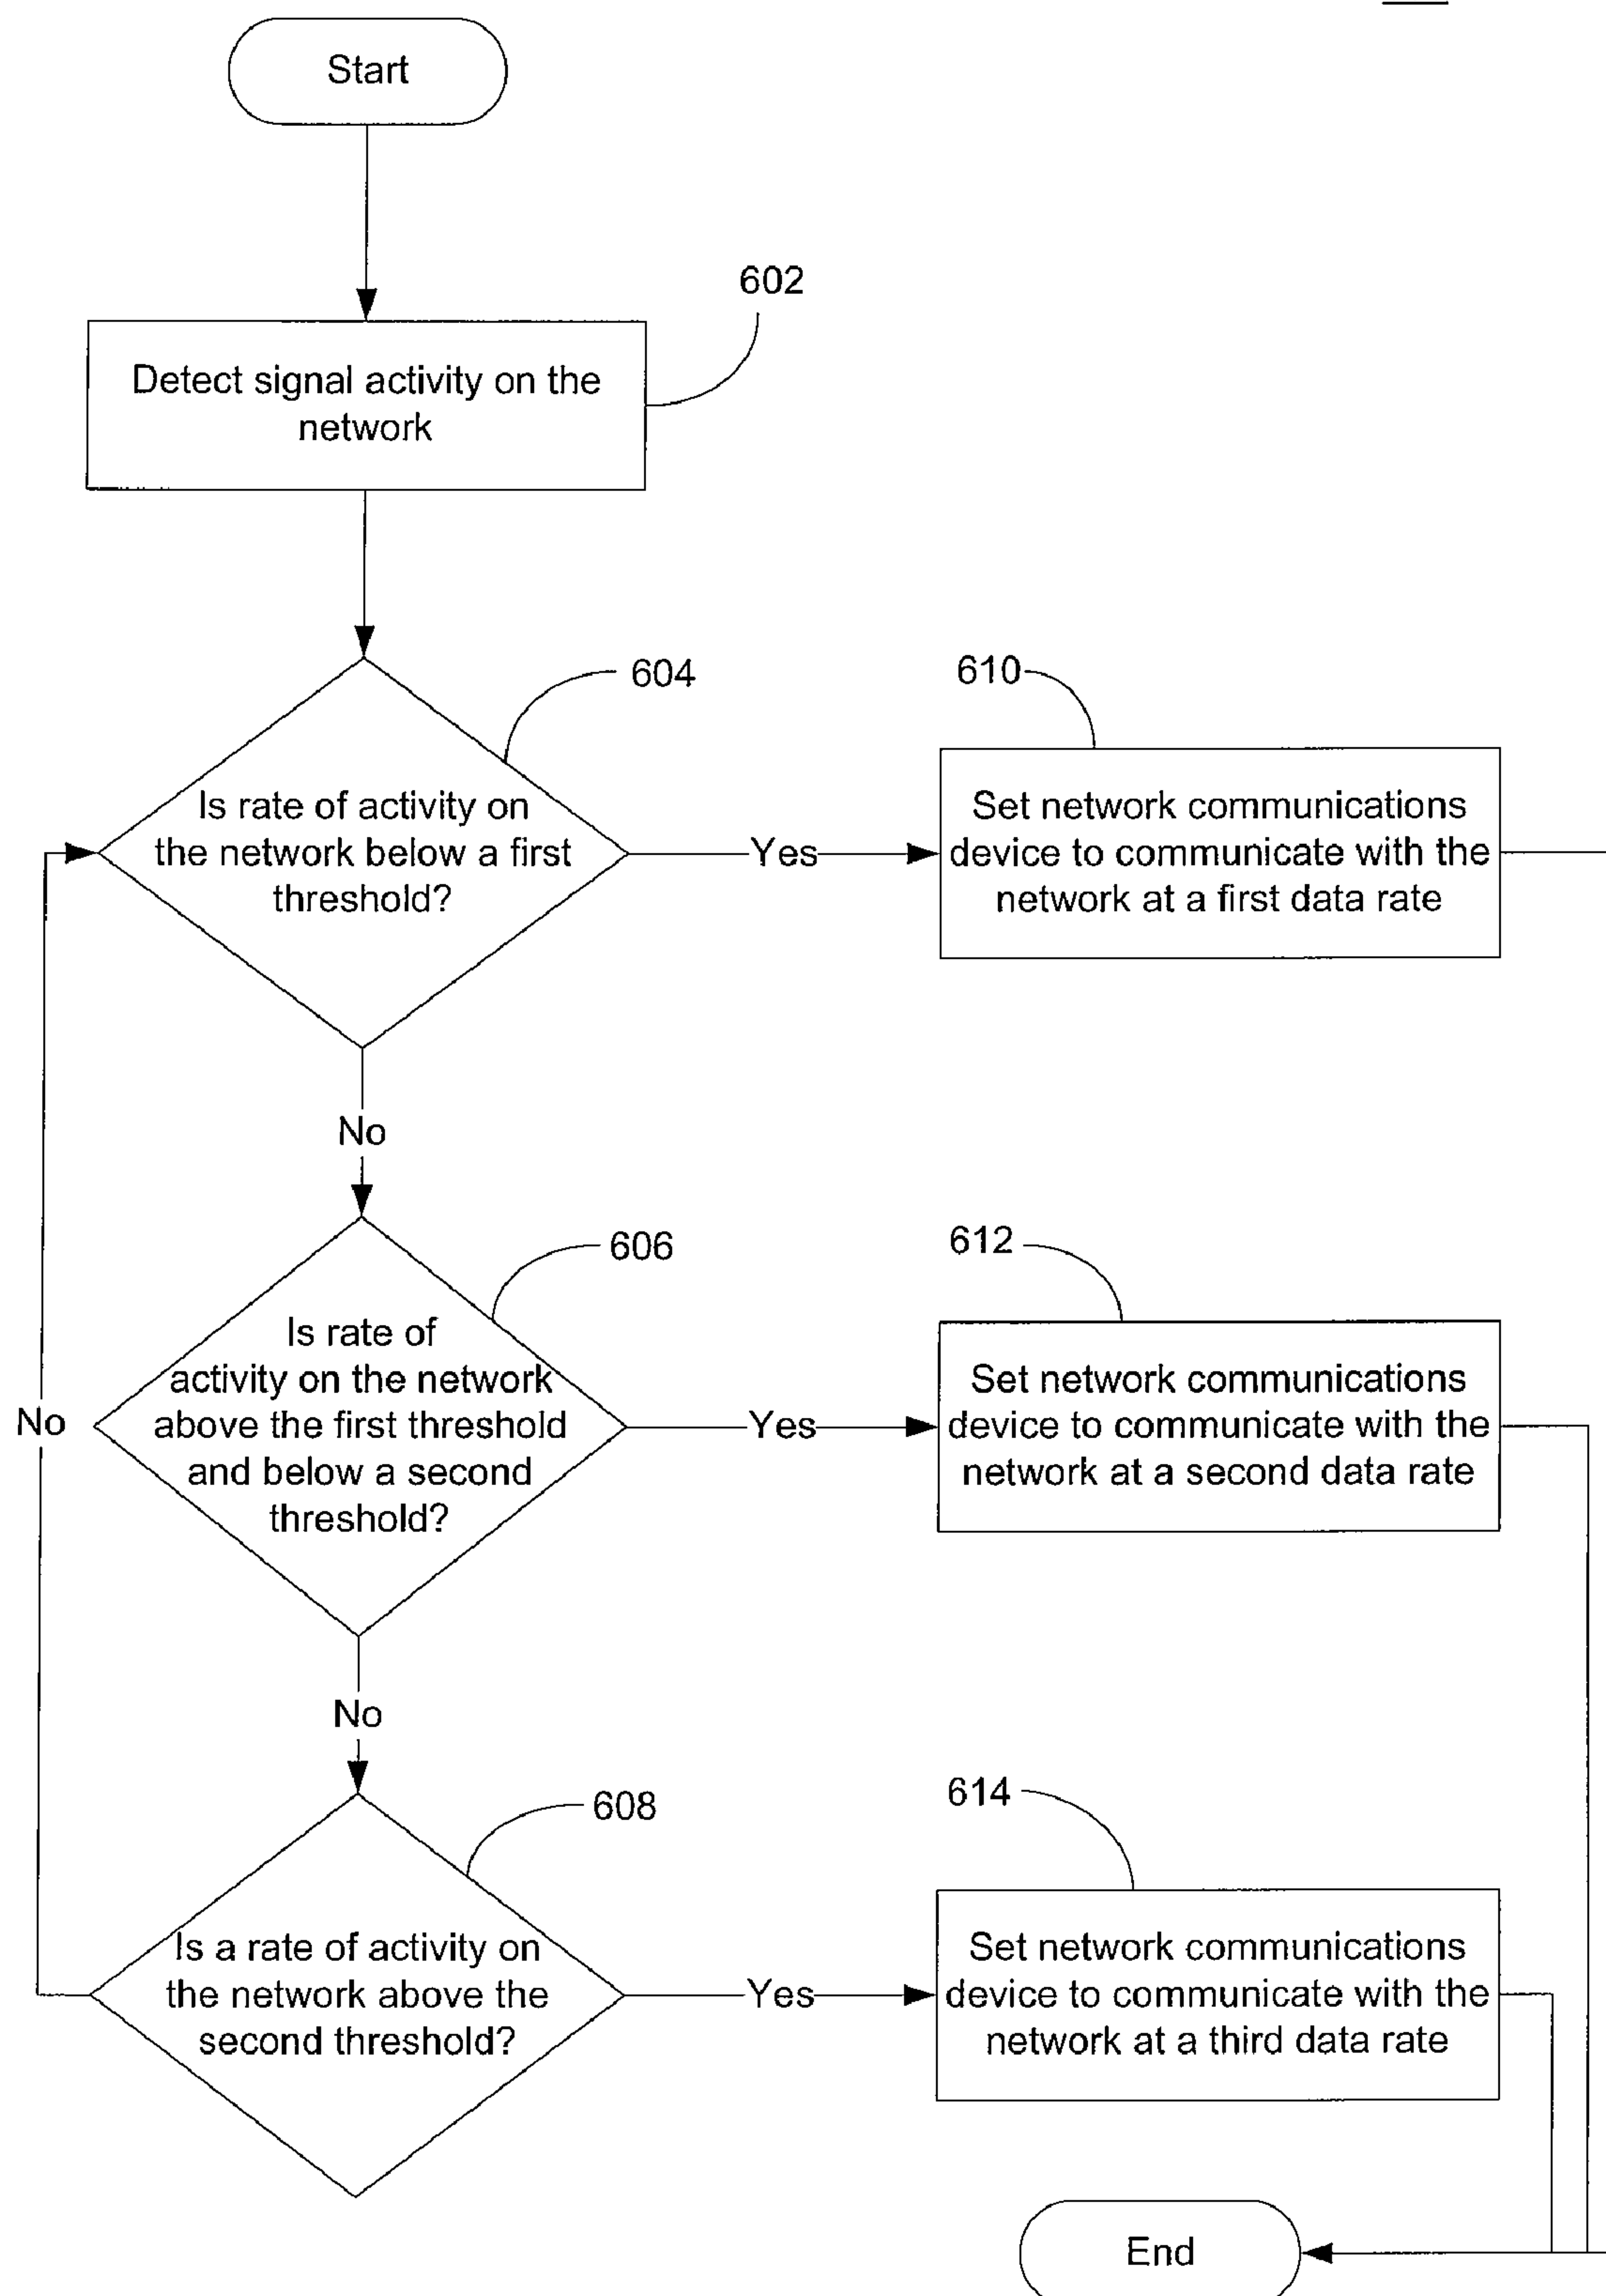 Start
602
Detect signal activity on the
network
604
Is rate of activity on
the network below a first
threshold?
Yes
610
Set network communications
device to communicate with the
network at a first data rate
No
606
Is rate of
activity on the network
above the first threshold
and below a second
threshold?
Yes
612
Set network communications
device to communicate with the
network at a second data rate
No
No
608
Is a rate of activity on
the network above the
second threshold?
Yes
614
Set network communications
device to communicate with the
network at a third data rate
End